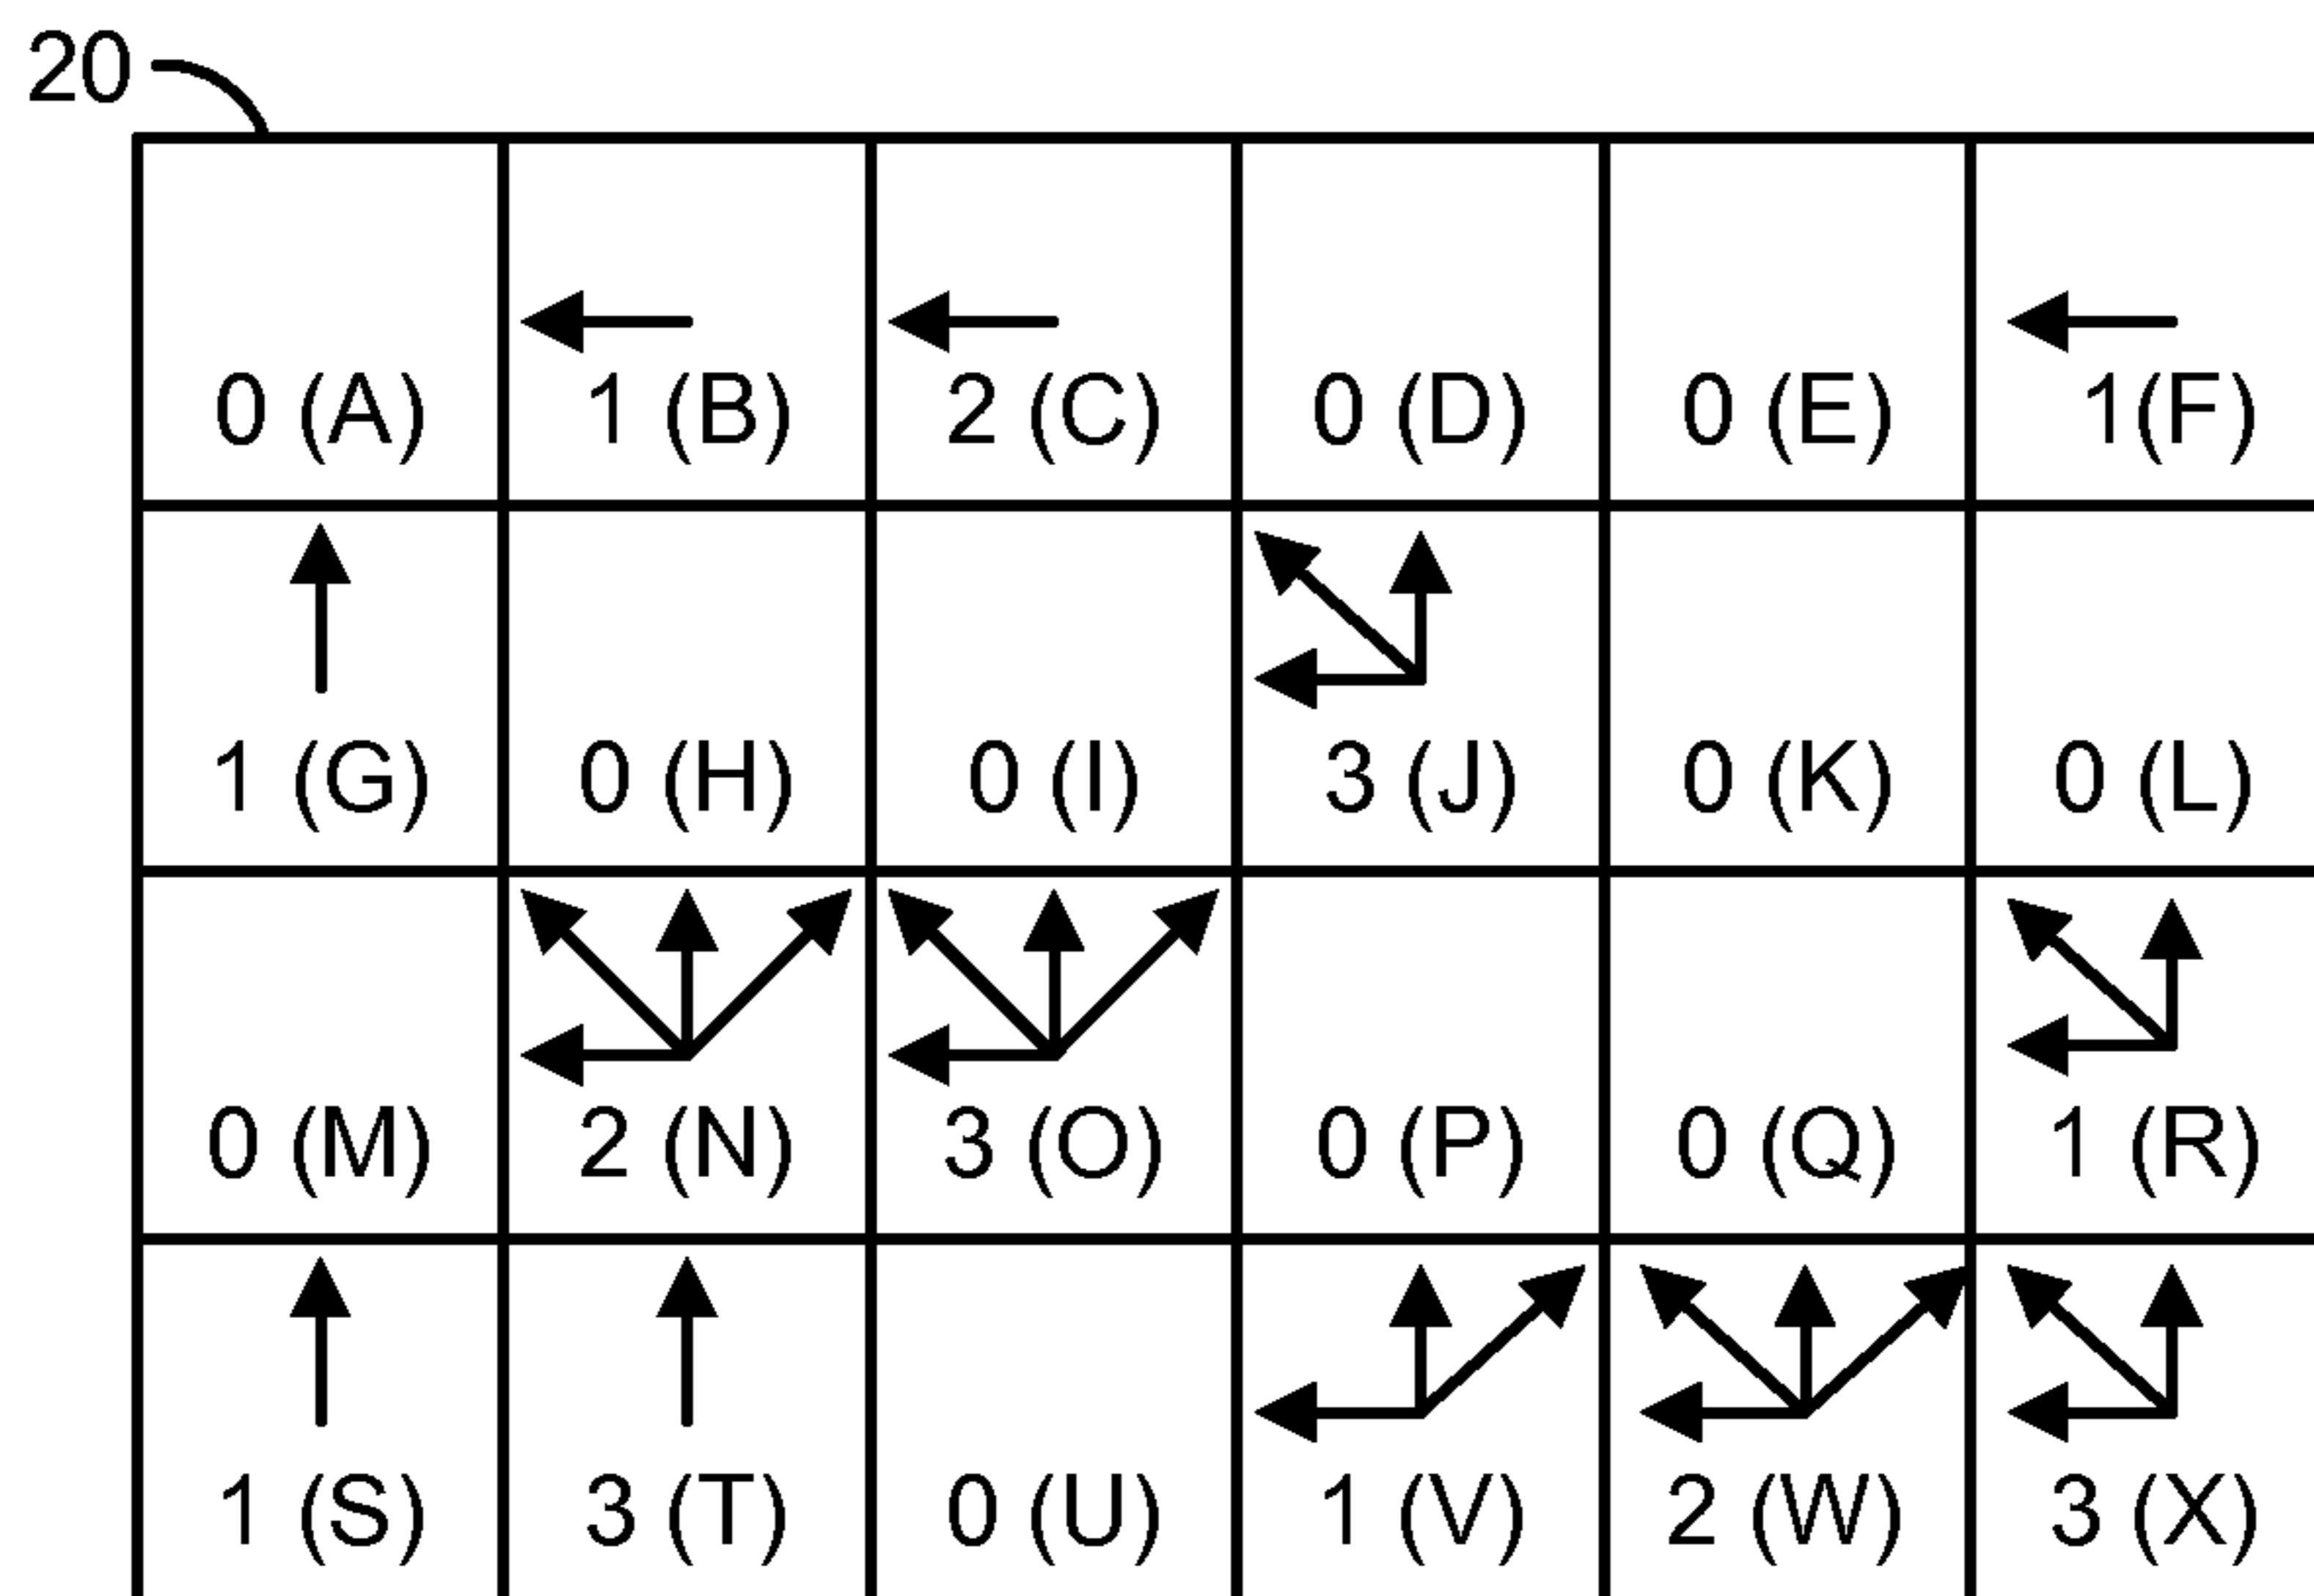 20
0 (A) 1 (B) 2 (C) 0 (D) 0 (E) 1(F)
1 (G) 0 (H) 0 (I) 3 (J) 0 (K) 0 (L)
0 (M) 2 (N) 3 (O) 0 (P) 0 (Q) 1 (R)
1 (S) 3 (T) 0 (U) 1 (V) 2 (W) 3 (X)